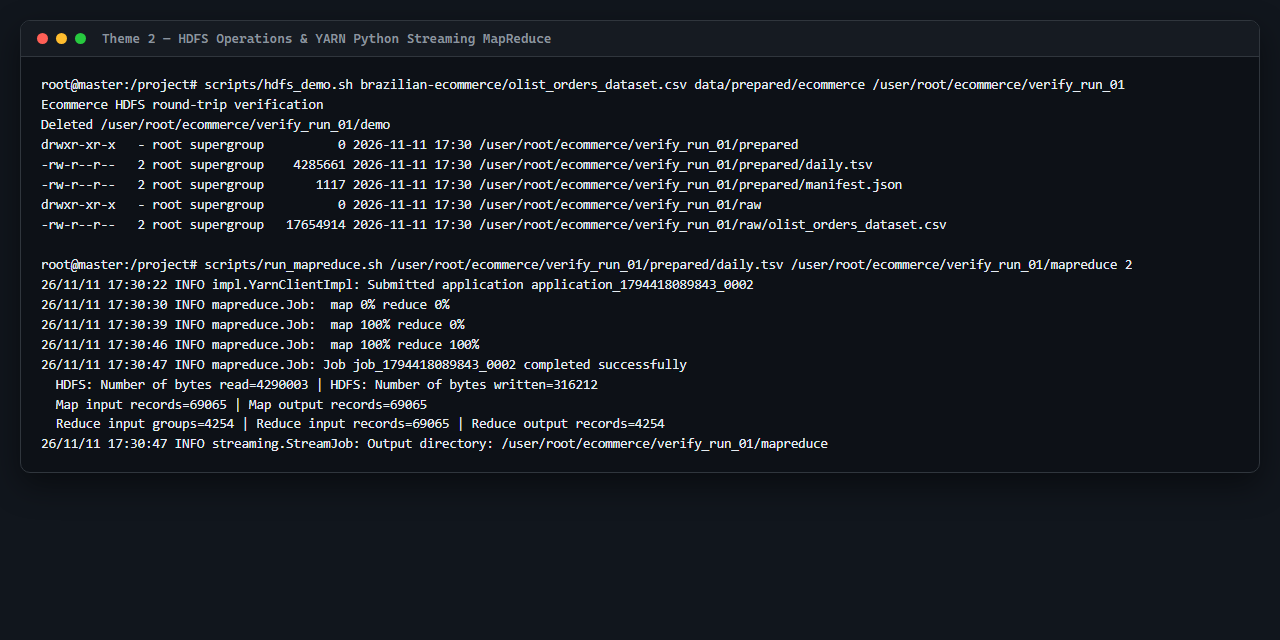 Theme 2 — HDFS Operations & YARN Python Streaming MapReduce
root@master:/project# scripts/hdfs_demo.sh brazilian-ecommerce/olist_orders_dataset.csv data/prepared/ecommerce /user/root/ecommerce/verify_run_01
Ecommerce HDFS round-trip verification
Deleted /user/root/ecommerce/verify_run_01/demo
drwxr-xr-x   - root supergroup          0 2026-11-11 17:30 /user/root/ecommerce/verify_run_01/prepared
-rw-r--r--   2 root supergroup    4285661 2026-11-11 17:30 /user/root/ecommerce/verify_run_01/prepared/daily.tsv
-rw-r--r--   2 root supergroup       1117 2026-11-11 17:30 /user/root/ecommerce/verify_run_01/prepared/manifest.json
drwxr-xr-x   - root supergroup          0 2026-11-11 17:30 /user/root/ecommerce/verify_run_01/raw
-rw-r--r--   2 root supergroup   17654914 2026-11-11 17:30 /user/root/ecommerce/verify_run_01/raw/olist_orders_dataset.csv
root@master:/project# scripts/run_mapreduce.sh /user/root/ecommerce/verify_run_01/prepared/daily.tsv /user/root/ecommerce/verify_run_01/mapreduce 2
26/11/11 17:30:22 INFO impl.YarnClientImpl: Submitted application application_1794418089843_0002
26/11/11 17:30:30 INFO mapreduce.Job:  map 0% reduce 0%
26/11/11 17:30:39 INFO mapreduce.Job:  map 100% reduce 0%
26/11/11 17:30:46 INFO mapreduce.Job:  map 100% reduce 100%
26/11/11 17:30:47 INFO mapreduce.Job: Job job_1794418089843_0002 completed successfully
  HDFS: Number of bytes read=4290003 | HDFS: Number of bytes written=316212
  Map input records=69065 | Map output records=69065
  Reduce input groups=4254 | Reduce input records=69065 | Reduce output records=4254
26/11/11 17:30:47 INFO streaming.StreamJob: Output directory: /user/root/ecommerce/verify_run_01/mapreduce